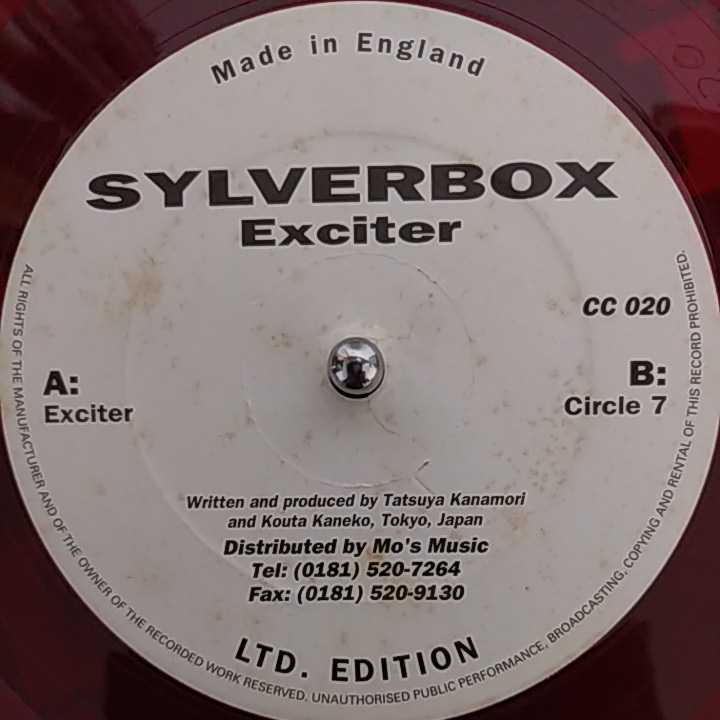 Made in England
SYLVERBOX
Exciter
CC 020
A:
Exciter
B:
Circle 7
Written and produced by Tatsuya Kanamori
and Kouta Kaneko, Tokyo, Japan
Distributed by Mo's Music
Tel: (0181) 520-7264
Fax: (0181) 520-9130
LTD. EDITION
ALL RIGHTS OF THE MANUFACTURER AND OF THE OWNER OF THE RECORDED WORK RESERVED. UNAUTHORISED PUBLIC PERFORMANCE, BROADCASTING, COPYING AND RENTAL OF THIS RECORD PROHIBITED.